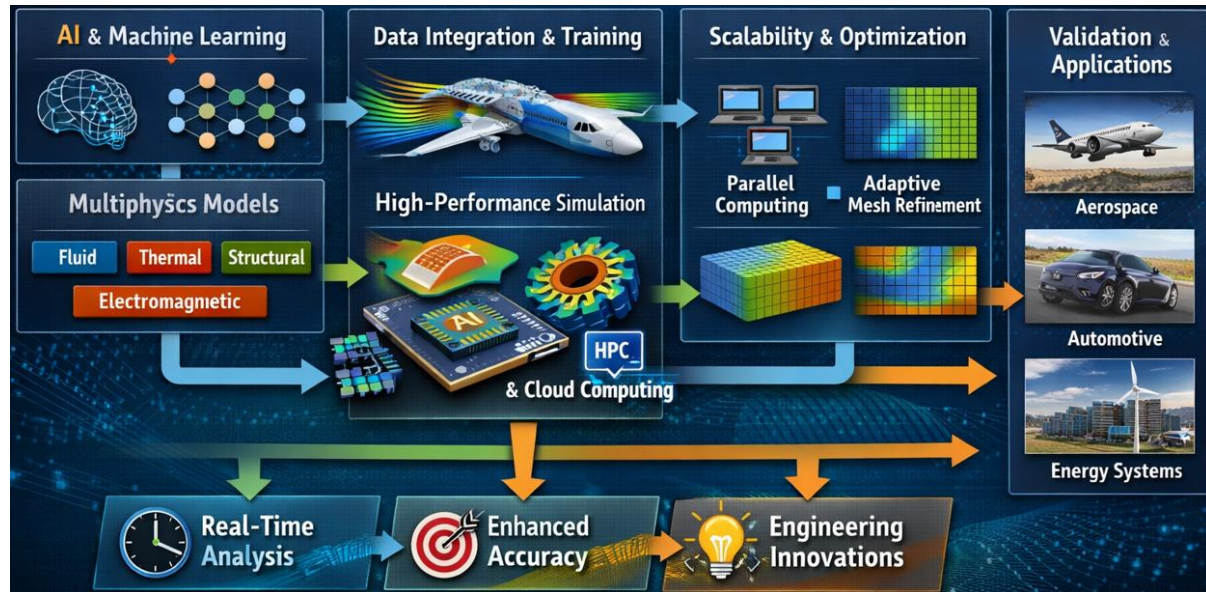 AI & Machine Learning
Multiphysics Models
Fluid
Thermal
Structural
Electromagnetic
Data Integration & Training
High-Performance Simulation
AI
HPC
& Cloud Computing
Scalability & Optimization
Parallel
Computing
Adaptive
Mesh Refinement
Validation &
Applications
Aerospace
Automotive
Energy Systems
Real-Time
Analysis
Enhanced
Accuracy
Engineering
Innovations